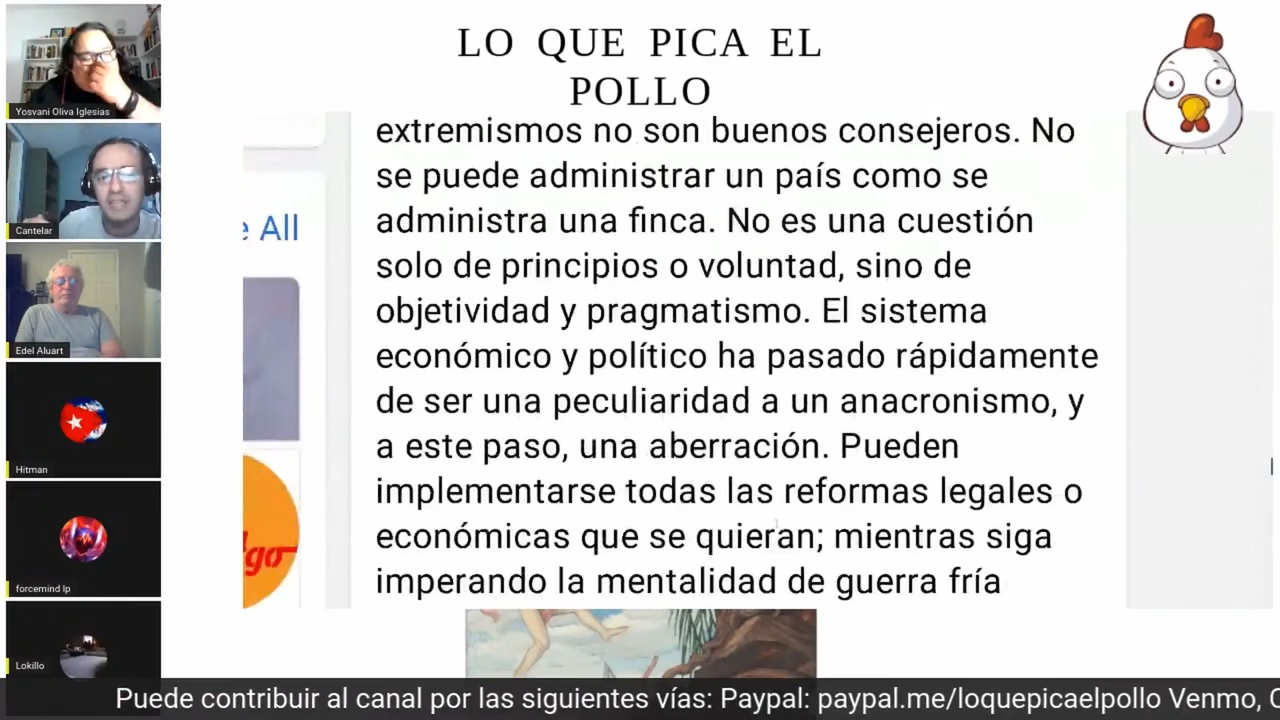 LO QUE PICA EL
POLLO
extremismos no son buenos consejeros. No
se puede administrar un país como se
administra una finca. No es una cuestión
solo de principios o voluntad, sino de
objetividad y pragmatismo. El sistema
económico y político ha pasado rápidamente
de ser una peculiaridad a un anacronismo, y
a este paso, una aberración. Pueden
implementarse todas las reformas legales o
económicas que se quieran; mientras siga
imperando la mentalidad de guerra fría
All
Yosvani Oliva Iglesias
Cantelar
Edel Aluart
Hitman
forcemind lp
Lokillo
Puede contribuir al canal por las siguientes vías: Paypal: paypal.me/loquepicaelpollo Venmo,